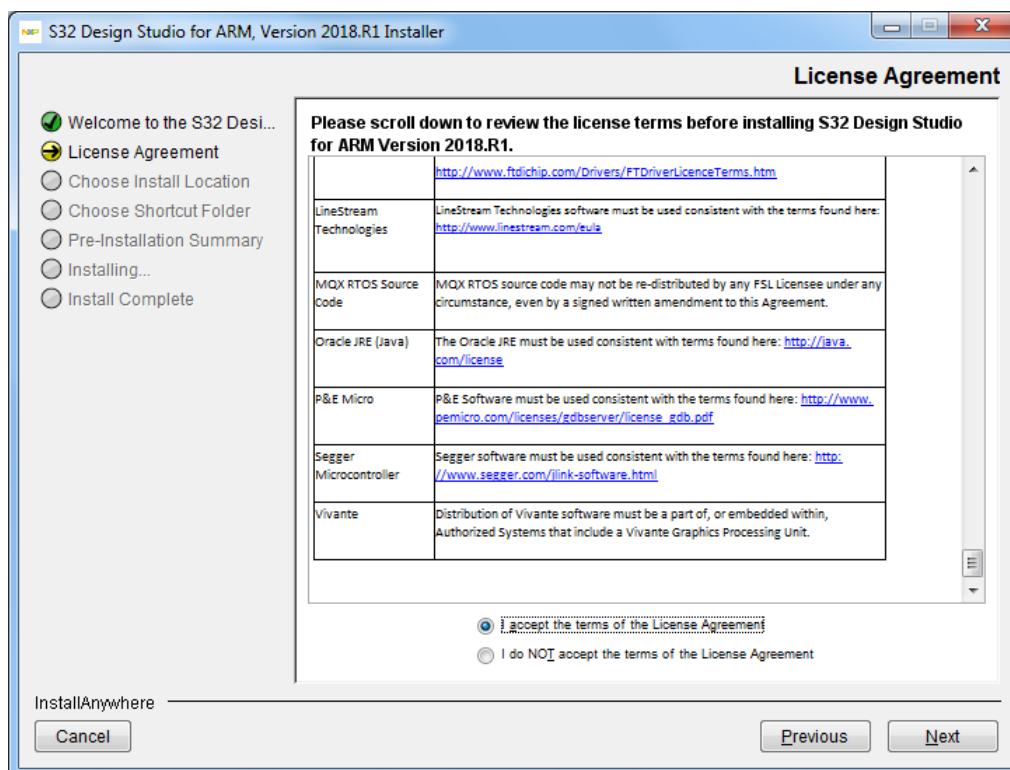 NXP S32 Design Studio for ARM, Version 2018.R1 Installer
License Agreement
Welcome to the S32 Desi...
License Agreement
Choose Install Location
Choose Shortcut Folder
Pre-Installation Summary
Installing...
Install Complete
Please scroll down to review the license terms before installing S32 Design Studio
for ARM Version 2018.R1.
http://www.ftdichip.com/Drivers/FTDriverLicenceTerms.htm
LineStream
Technologies
LineStream Technologies software must be used consistent with the terms found here:
http://www.linestream.com/eula
MQX RTOS Source
Code
MQX RTOS source code may not be re-distributed by any FSL Licensee under any
circumstance, even by a signed written amendment to this Agreement.
Oracle JRE (Java)
The Oracle JRE must be used consistent with terms found here: http://java.
com/license
P&E Micro
P&E Software must be used consistent with the terms found here: http://www.
pemicro.com/licenses/gdbserver/license_gdb.pdf
Segger
Microcontroller
Segger software must be used consistent with the terms found here: http:
//www.segger.com/jlink-software.html
Vivante
Distribution of Vivante software must be a part of, or embedded within,
Authorized Systems that include a Vivante Graphics Processing Unit.
I accept the terms of the License Agreement
I do NOT accept the terms of the License Agreement
InstallAnywhere
Cancel
Previous
Next